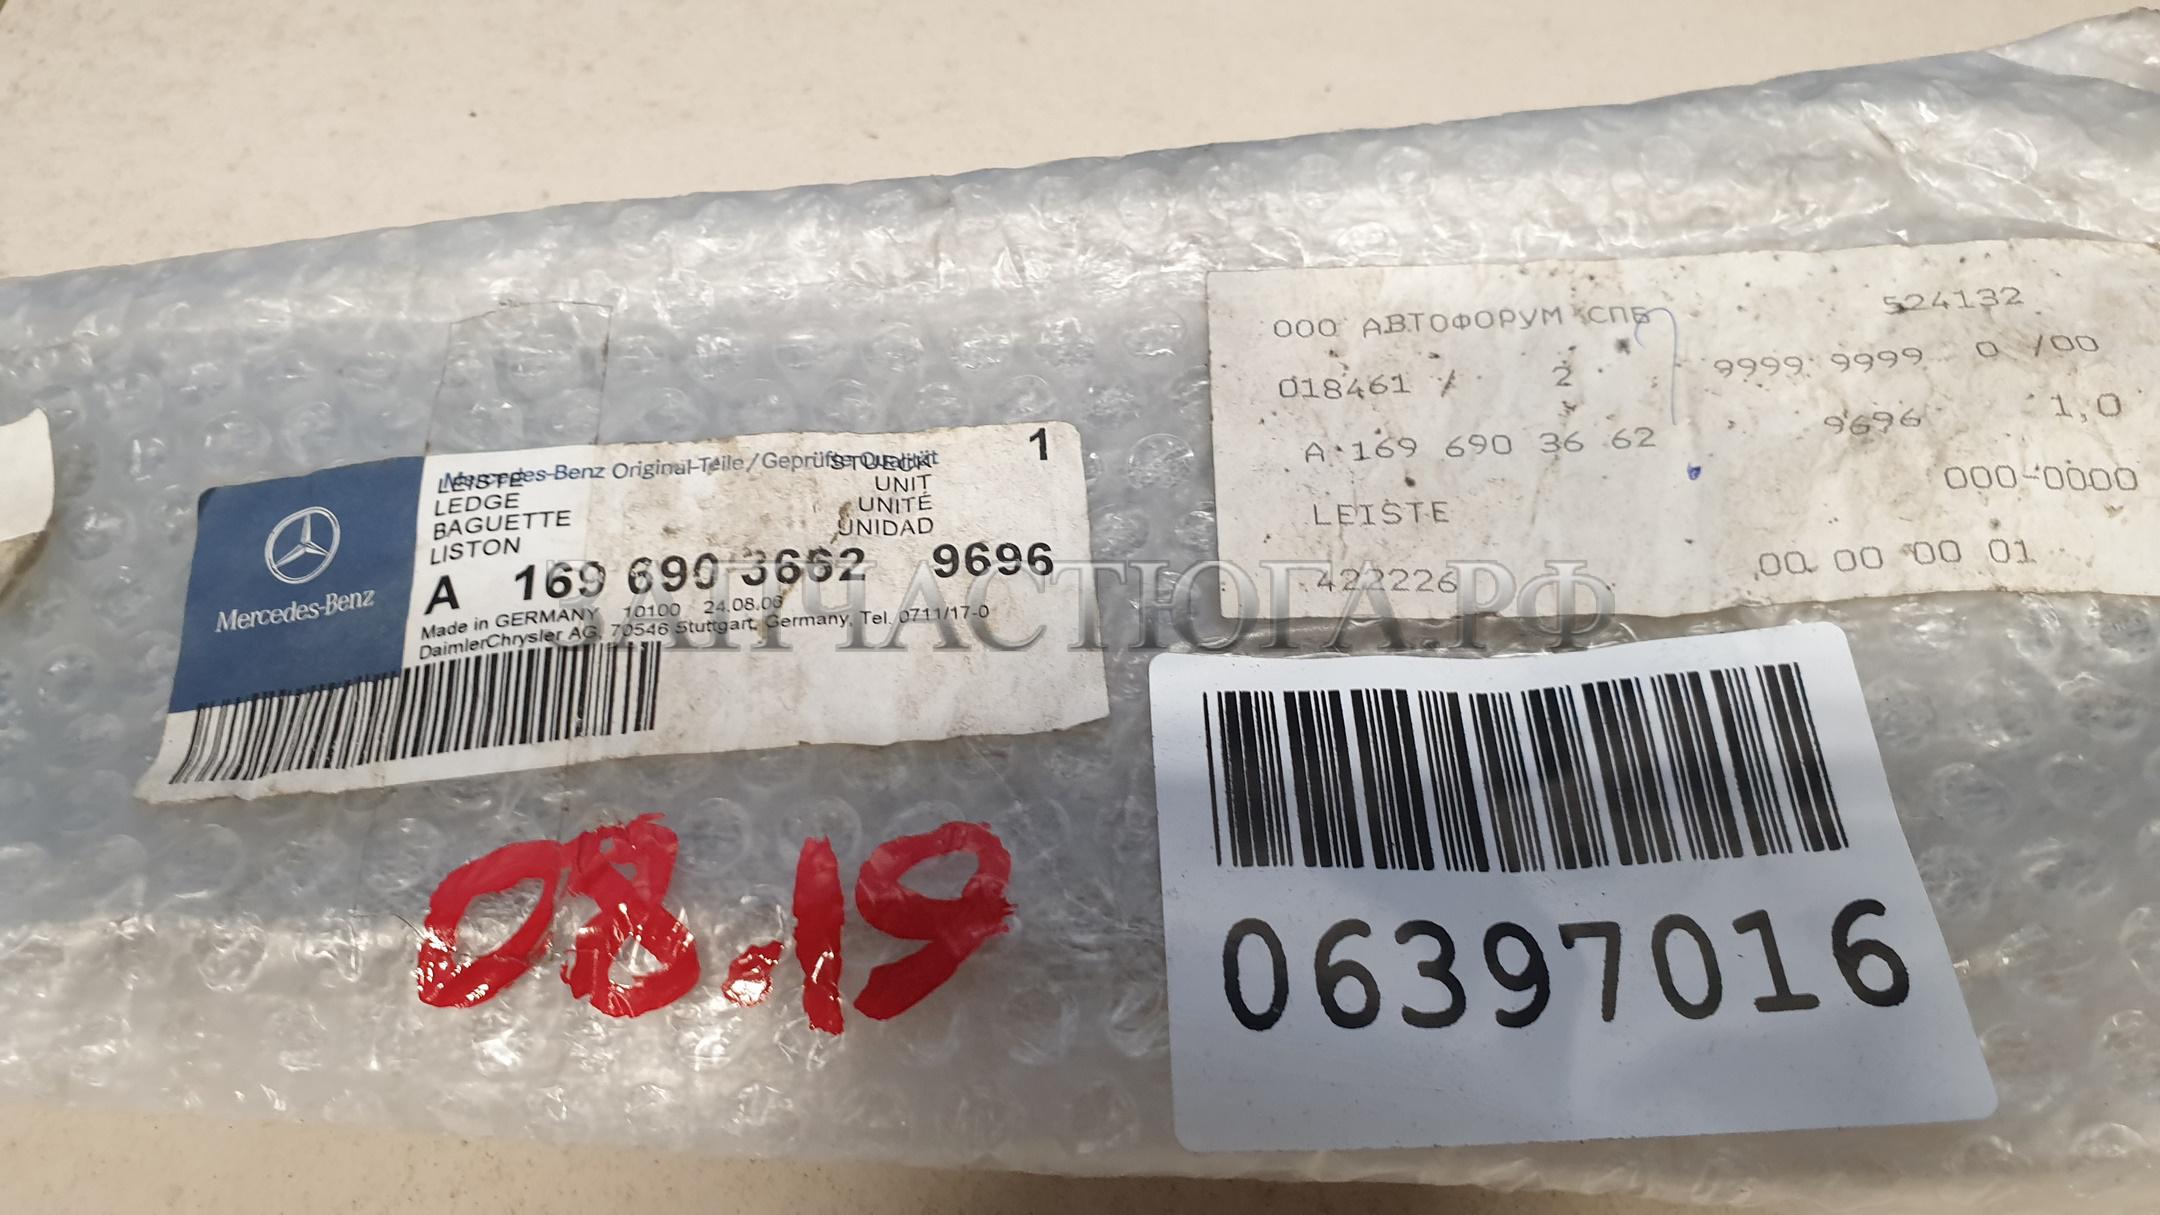 Mercedes-Benz Original-Teile/Geprüfte Qualität
LEISTE STUECK 1
LEDGE UNIT
BAGUETTE UNITÉ
LISTON UNIDAD
A 169 690 3662 9696
Made in GERMANY 10100 24.08.06
DaimlerChrysler AG, 70546 Stuttgart, Germany, Tel. 0711/17-0
Mercedes-Benz
ООО АВТОФОРУМ СПБ 524132
018461 / 2 9999 9999 0 /00
A 169 690 36 62 9696 1,0
LEISTE 000-0000
422226 00 00 00 01
ЗАПЧАСТЮГА.РФ
08.19
06397016